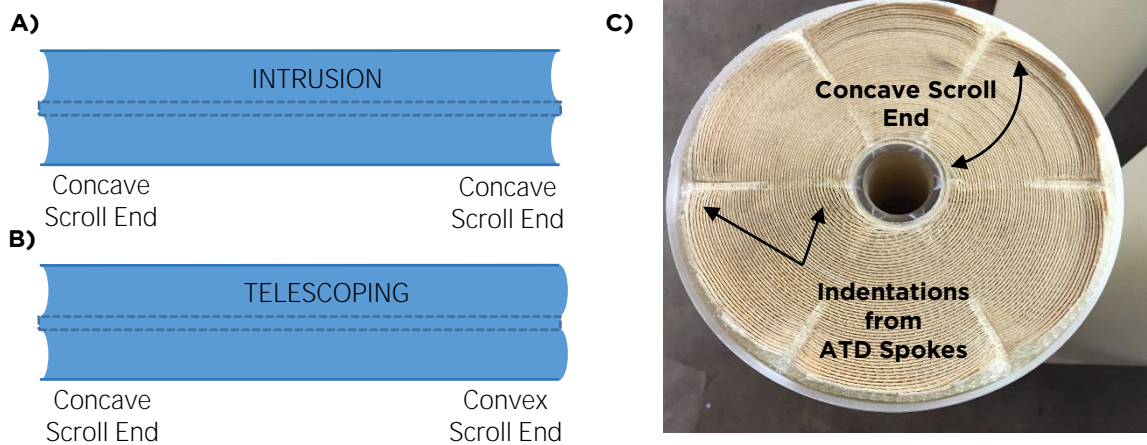 A)
INTRUSION
Concave
Scroll End
Concave
Scroll End
B)
TELESCOPING
Concave
Scroll End
Convex
Scroll End
C)
Concave Scroll
End
Indentations
from
ATD Spokes